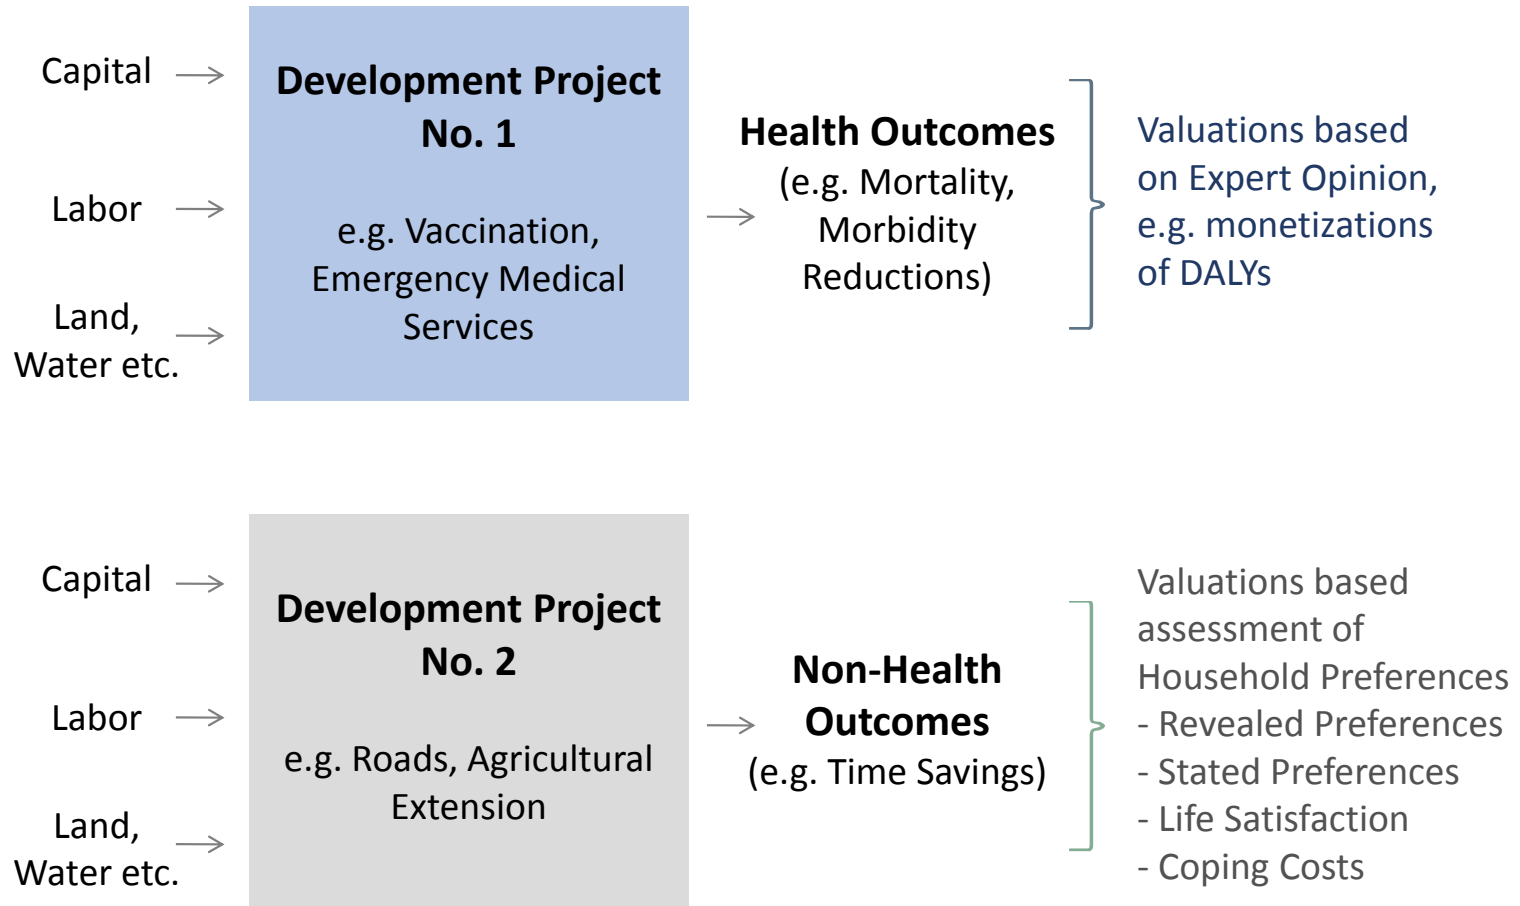 Capital
Labor
Land,
Water etc.
Development Project
No. 1
e.g. Vaccination,
Emergency Medical
Services
Health Outcomes
(e.g. Mortality,
Morbidity
Reductions)
Valuations based
on Expert Opinion,
e.g. monetizations
of DALYs
Capital
Labor
Land,
Water etc.
Development Project
No. 2
e.g. Roads, Agricultural
Extension
Non-Health
Outcomes
(e.g. Time Savings)
Valuations based
assessment of
Household Preferences
- Revealed Preferences
- Stated Preferences
- Life Satisfaction
- Coping Costs